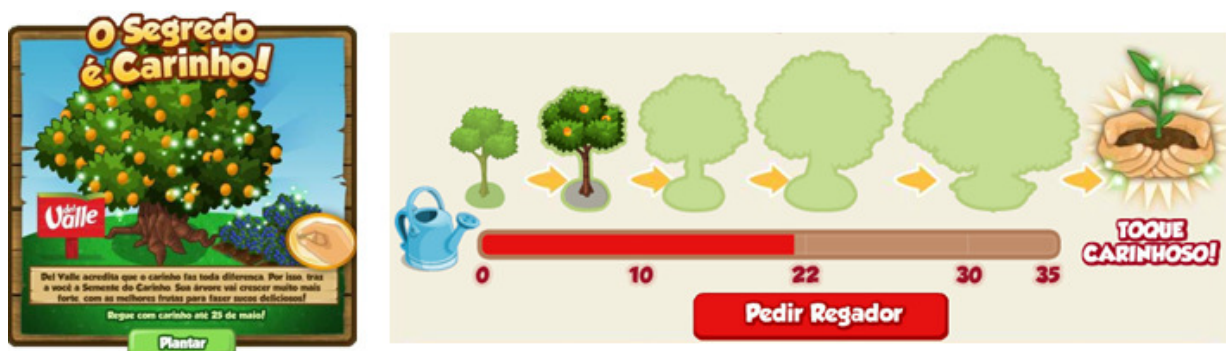 O Segredo
é Carinho!
del Valle
Del Valle acredita que o carinho faz toda diferença. Por isso, traz
a você a Semente do Carinho. Sua árvore vai crescer muito mais
forte, com as melhores frutas para fazer sucos deliciosos!
Regue com carinho até 25 de maio!
Plantar
TOQUE
CARINHOSO!
0 10 22 30 35
Pedir Regador